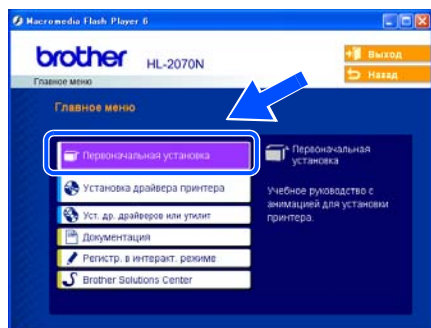 Macromedia Flash Player 6
brother HL-2070N
Выход
Назад
Главное меню
Главное меню
Первоначальная установка
Установка драйвера принтера
Уст. др. драйверов или утилит
Документация
Регистр. в интеракт. режиме
Brother Solutions Center
Первоначальная
установка
Учебное руководство с
анимацией для установки
принтера.